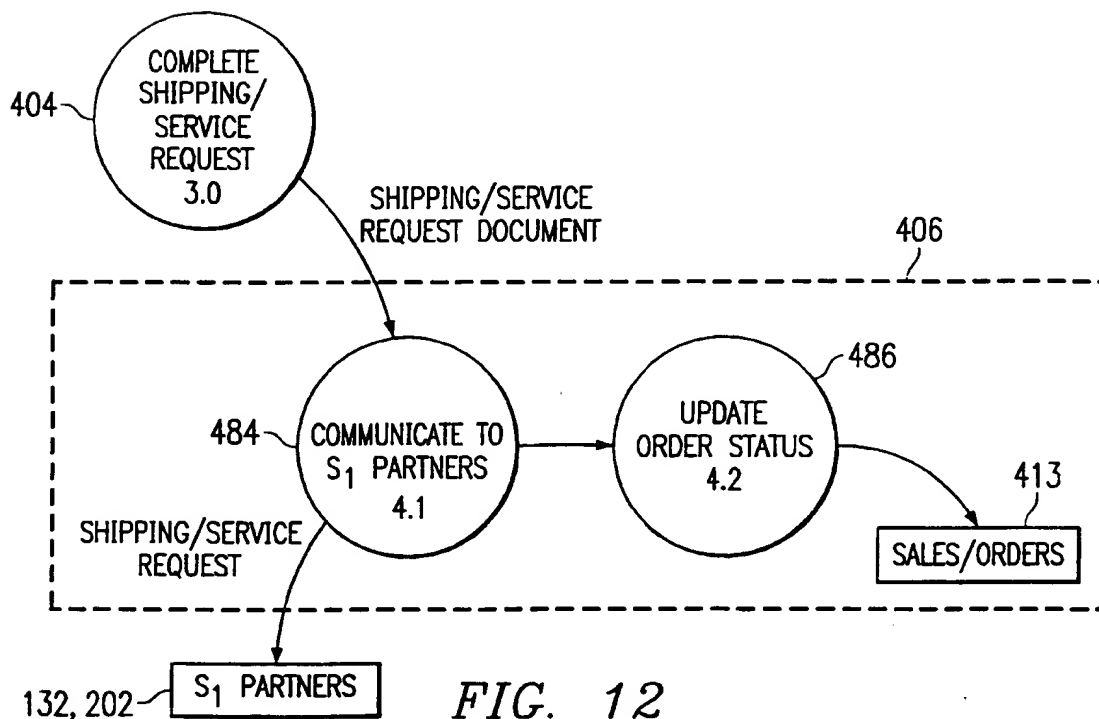 COMPLETE
SHIPPING/
SERVICE
REQUEST
3.0
404
SHIPPING/SERVICE
REQUEST DOCUMENT
406
484
COMMUNICATE TO
S₁ PARTNERS
4.1
486
UPDATE
ORDER STATUS
4.2
413
SALES/ORDERS
SHIPPING/SERVICE
REQUEST
132, 202
S₁ PARTNERS
FIG. 12